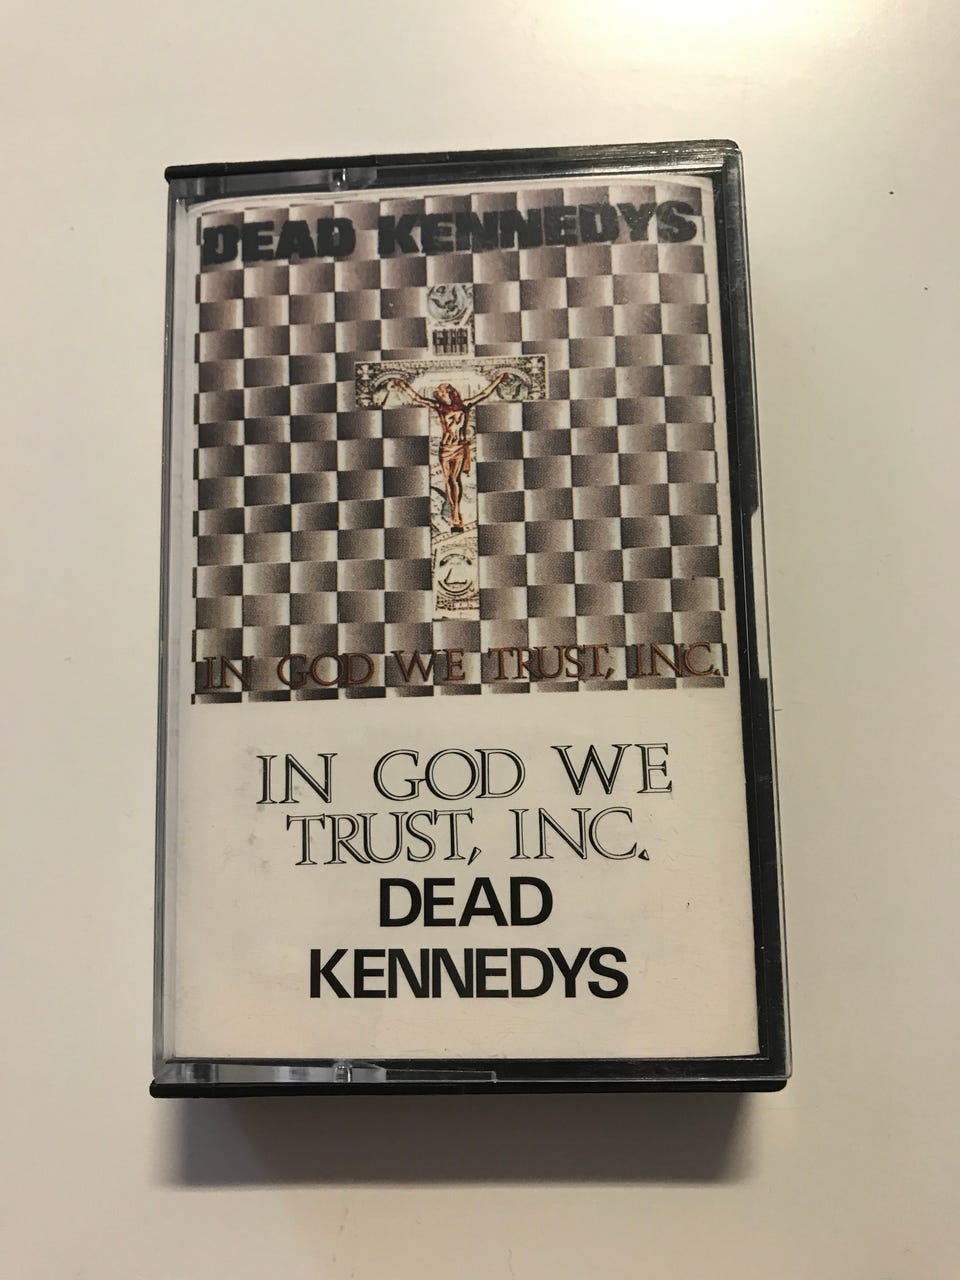 DEAD KENNEDYS
IN GOD WE TRUST, INC.
IN GOD WE
TRUST, INC.
DEAD
KENNEDYS